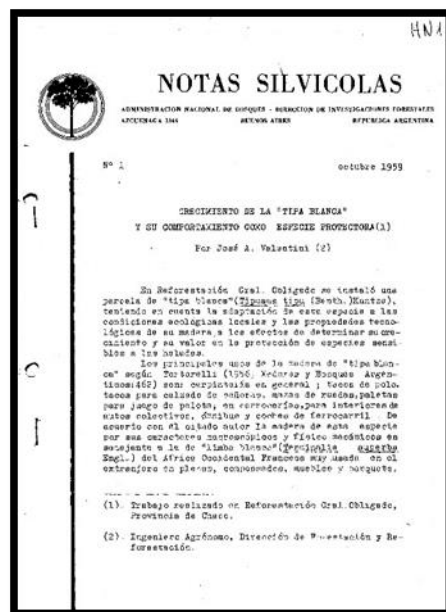 HN1
NOTAS SILVICOLAS
ADMINISTRACION NACIONAL DE BOSQUES - DIRECCION DE INVESTIGACIONES FORESTALES
AZCUENAGA 1344 BUENOS AIRES REPUBLICA ARGENTINA
Nº 1 octubre 1959
CRECIMIENTO DE LA "TIPA BLANCA"
Y SU COMPORTAMIENTO COMO ESPECIE PROTECTORA(1)
Por José A. Valentini (2)
En Reforestación Gral. Obligado se instaló una
parcela de "tipa blanca"(Tipuana tipu (Benth.)Kuntze),
teniendo en cuenta la adaptación de esta especie a las
condiciones ecológicas locales y las propiedades tecno-
lógicas de su madera,a los efectos de determinar su cre-
cimiento y su valor en la protección de especies sensi-
bles a las heladas.
Los principales usos de la madera de "tipa blan-
ca" según Tortorelli (1956; Maderas y Bosques Argen-
tinos:462) son: carpintería en general ; tacos de polo,
tacos para calzado de señoras, mazas de ruedas,paletas
para juego de pelota, en carrocerías,para interiores de
autos colectivos, ómnibus y coches de ferrocarril. De
acuerdo con el citado autor la madera de esta especie
por sus caracteres macroscópicos y físico mecánicos es
semejante a la de "limba blanco"(Terminalia superba
Engl.) del Africa Occidental Francesa muy usada en el
extranjero en placas, compensados, muebles y parquets.
(1). Trabajo realizado en Reforestación Gral.Obligado,
Provincia de Chaco.
(2). Ingeniero Agrónomo, Dirección de Forestación y Re-
forestación.